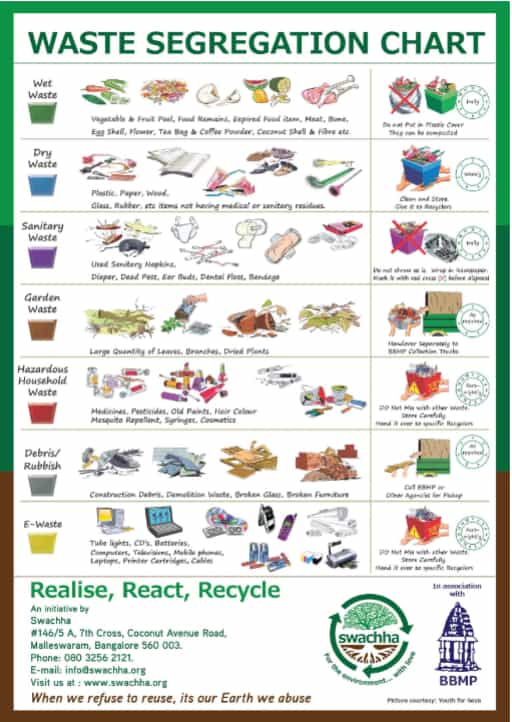 WASTE SEGREGATION CHART
Wet
Waste
Vegetable & Fruit Peel, Food Remains, Expired Food item, Meat, Bone,
Egg Shell, Flower, Tea Bag & Coffee Powder, Coconut Shell & Fibre etc.
Daily
Do not Put in Plastic Cover
They can be composted
Dry
Waste
Plastic, Paper, Wood,
Glass, Rubber, etc items not having medical or sanitary residues.
Clean and Store.
Give it to Recyclers
Sanitary
Waste
Used Sanitary Napkins,
Diaper, Dead Pest, Ear Buds, Dental Floss, Bandage
Daily
Do not throw as is. Wrap in Newspaper.
Mark it with red cross [X] before disposal
Garden
Waste
Large Quantity of Leaves, Branches, Dried Plants
As
required
Handover Separately to
BBMP Collection Trucks
Hazardous
Household
Waste
Medicines, Pesticides, Old Paints, Hair Colour
Mosquito Repellent, Syringes, Cosmetics
Fort-
nightly
DO Not Mix with other Waste.
Store Carefully.
Hand it over to specific Recyclers
Debris/
Rubbish
Construction Debris, Demolition Waste, Broken Glass, Broken Furniture
As
required
Call BBMP or
Other Agencies for Pickup
E-Waste
Tube lights, CD's, Batteries,
Computers, Televisions, Mobile phones,
Laptops, Printer Cartridges, Cables
Fort-
nightly
DO Not Mix with other Waste.
Store Carefully.
Hand it over to specific Recyclers
Realise, React, Recycle
An initiative by
Swachha
#146/5 A, 7th Cross, Coconut Avenue Road,
Malleswaram, Bangalore 560 003.
Phone: 080 3256 2121.
E-mail: info@swachha.org
Visit us at : www.swachha.org
When we refuse to reuse, its our Earth we abuse
swachha
For the environment... with love
In association
with
BBMP
Picture courtesy: Youth for Seva